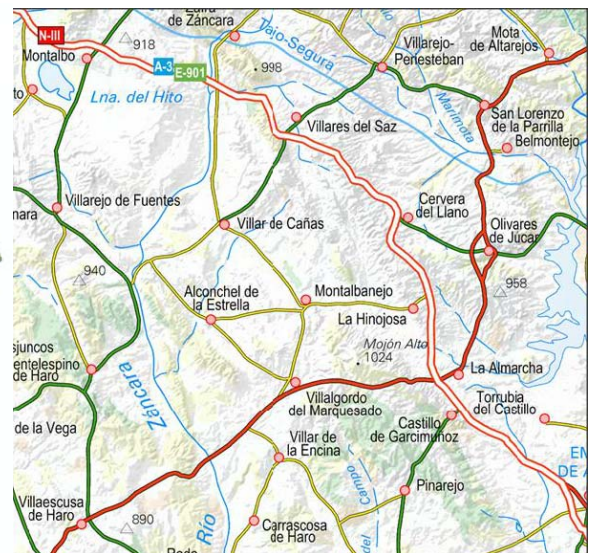 de Záncara
N-III
918
Montalbo
Tajo-Segura
998
A-3
E-901
Villarejo-
Periesteban
Mota
de Altarejos
Lna. del Hito
Marimota
San Lorenzo
de la Parrilla
Belmontejo
Villares del Saz
Villarejo de Fuentes
Cervera
del Llano
Villar de Cañas
Olivares
de Júcar
940
958
Alconchel de
la Estrella
Montalbanejo
La Hinojosa
Mojón Alto
1024
La Almarcha
Záncara
de Haro
Villalgordo
del Marquesado
Torrubia
del Castillo
Castillo
de Garcimuñoz
de la Vega
Villar de
la Encina
EM
DE A
Pinarejo
Campo
del
Villaescusa
de Haro
890
Río
Carrascosa
de Haro